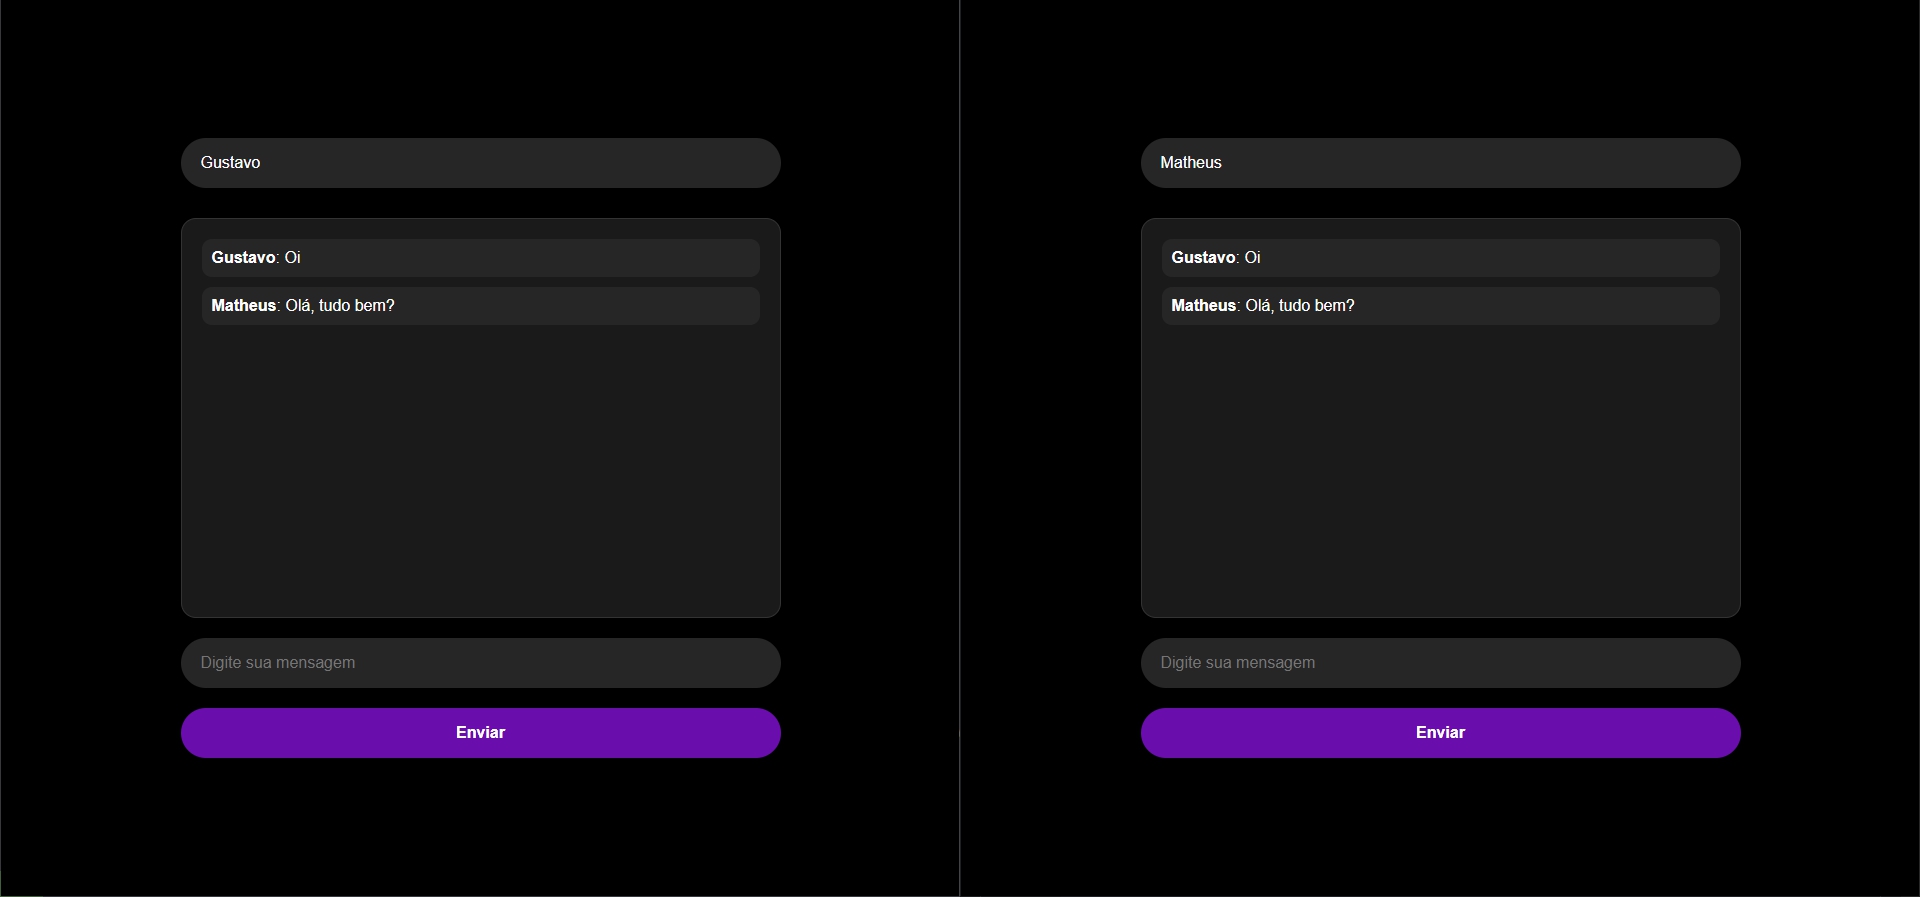 Gustavo
Gustavo: Oi
Matheus: Olá, tudo bem?
Digite sua mensagem
Enviar
Matheus
Gustavo: Oi
Matheus: Olá, tudo bem?
Digite sua mensagem
Enviar